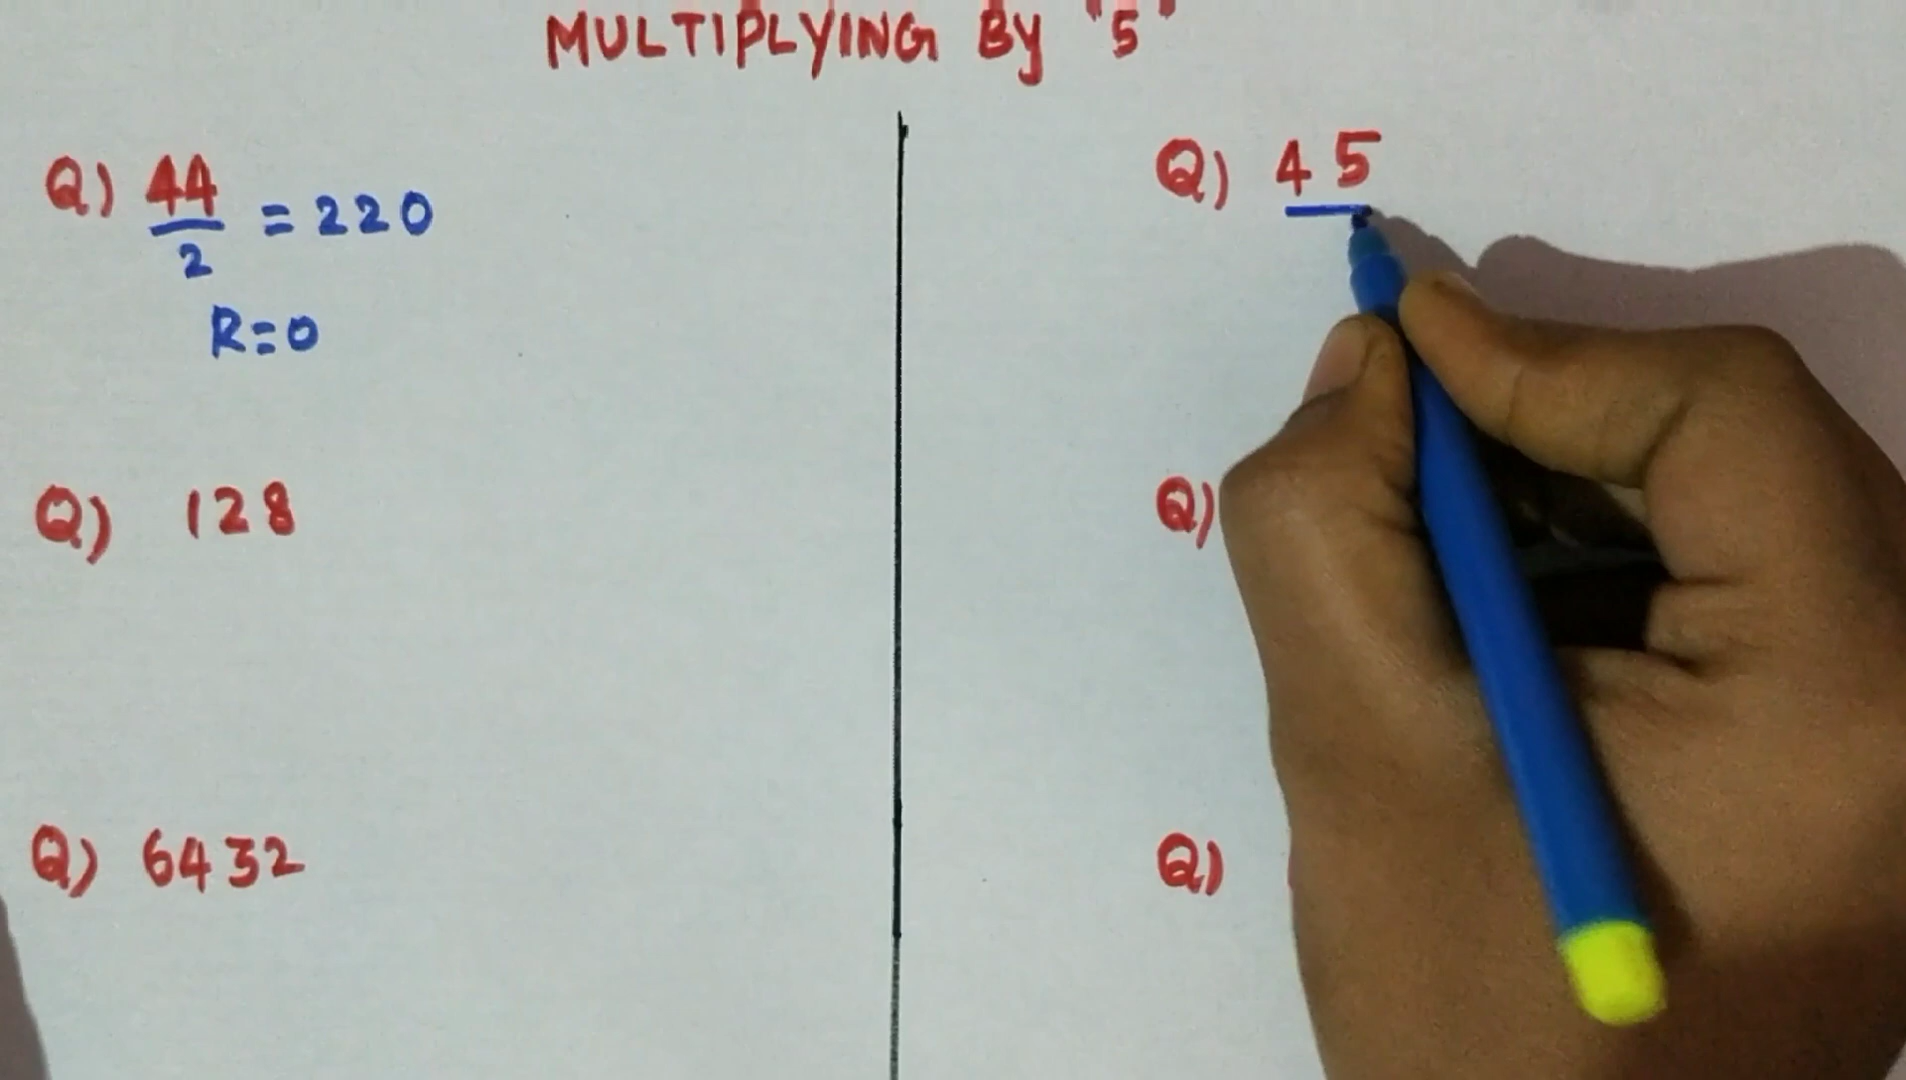 MULTIPLYING By "5"
Q) 44/2 = 220
R=0
Q) 128
Q) 6432
Q) 45
Q)
Q)